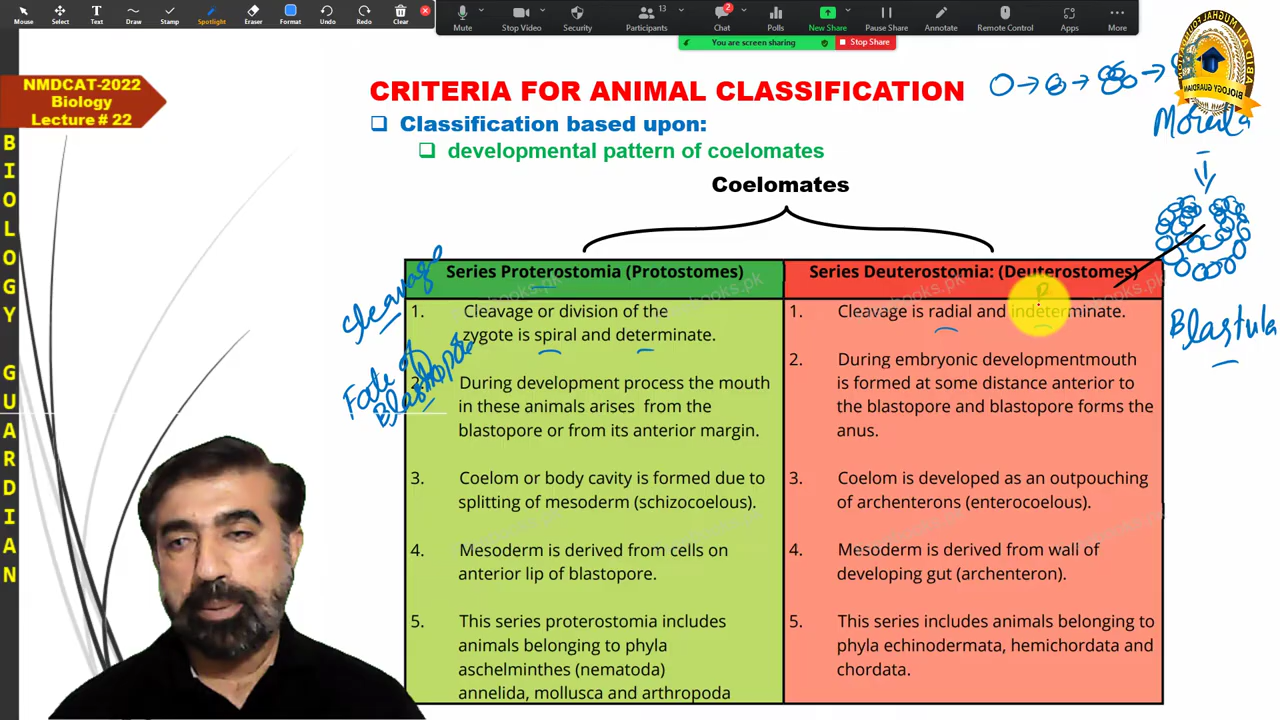 Mouse Select Text Draw Stamp Spotlight Eraser Format Undo Redo Clear
Mute Stop Video Security Participants 13 Chat 2 Polls New Share Pause Share Annotate Remote Control Apps More
You are screen sharing Stop Share
NMDCAT-2022
Biology
Lecture # 22
BIOLOGY GUARDIAN
CRITERIA FOR ANIMAL CLASSIFICATION
Classification based upon:
developmental pattern of coelomates
BIOLOGY GUARDIAN
Morula
Blastula
Coelomates
Cleavage
Fate of
Blastopore
Series Proterostomia (Protostomes)
1. Cleavage or division of the
zygote is spiral and determinate.
2. During development process the mouth
in these animals arises from the
blastopore or from its anterior margin.
3. Coelom or body cavity is formed due to
splitting of mesoderm (schizocoelous).
4. Mesoderm is derived from cells on
anterior lip of blastopore.
5. This series proterostomia includes
animals belonging to phyla
aschelminthes (nematoda)
annelida, mollusca and arthropoda
Series Deuterostomia: (Deuterostomes)
1. Cleavage is radial and indeterminate.
2. During embryonic developmentmouth
is formed at some distance anterior to
the blastopore and blastopore forms the
anus.
3. Coelom is developed as an outpouching
of archenterons (enterocoelous).
4. Mesoderm is derived from wall of
developing gut (archenteron).
5. This series includes animals belonging to
phyla echinodermata, hemichordata and
chordata.